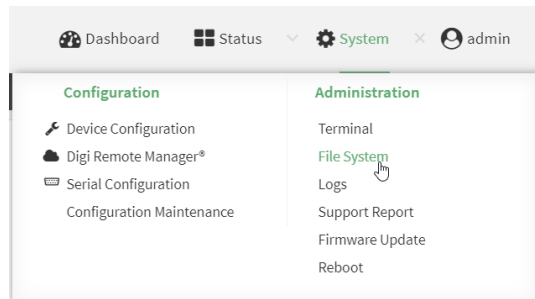 Dashboard Status System admin
Configuration
Device Configuration
Digi Remote Manager®
Serial Configuration
Configuration Maintenance
Administration
Terminal
File System
Logs
Support Report
Firmware Update
Reboot